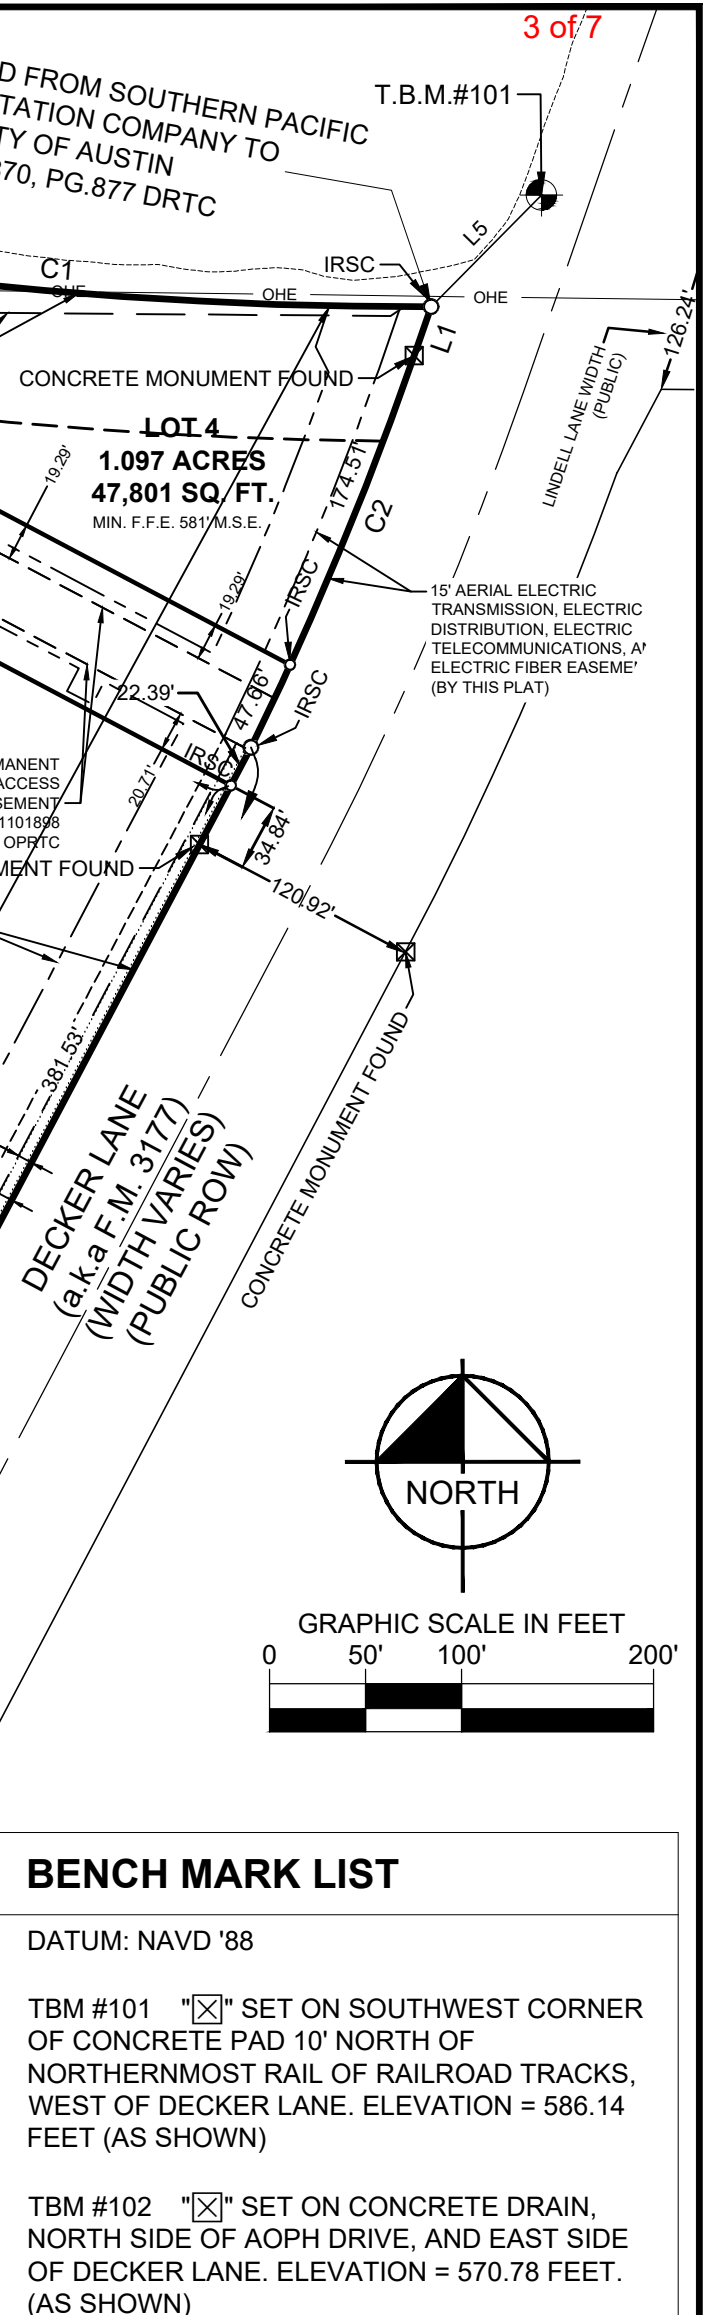 3 of 7
D FROM SOUTHERN PACIFIC
TATION COMPANY TO
TY OF AUSTIN
370, PG.877 DRTC
T.B.M.#101
L5
C1
IRSC
OHE
OHE
OHE
L1
126.24'
CONCRETE MONUMENT FOUND
LINDELL LANE WIDTH
(PUBLIC)
LOT 4
1.097 ACRES
47,801 SQ. FT.
MIN. F.F.E. 581' M.S.E.
19.29'
174.51'
C2
19.29'
IRSC
15' AERIAL ELECTRIC
TRANSMISSION, ELECTRIC
DISTRIBUTION, ELECTRIC
TELECOMMUNICATIONS, A
ELECTRIC FIBER EASEME
(BY THIS PLAT)
22.39'
47.66'
IRSC
IRSC
20.71'
MANENT
ACCESS
SEMENT
1101898
OPRTC
MENT FOUND
34.84'
120.92'
381.53'
DECKER LANE
(a.k.a F.M. 3177)
(WIDTH VARIES)
(PUBLIC ROW)
CONCRETE MONUMENT FOUND
NORTH
GRAPHIC SCALE IN FEET
0 50' 100' 200'
BENCH MARK LIST
DATUM: NAVD '88
TBM #101 "☒" SET ON SOUTHWEST CORNER
OF CONCRETE PAD 10' NORTH OF
NORTHERNMOST RAIL OF RAILROAD TRACKS,
WEST OF DECKER LANE. ELEVATION = 586.14
FEET (AS SHOWN)
TBM #102 "☒" SET ON CONCRETE DRAIN,
NORTH SIDE OF AOPH DRIVE, AND EAST SIDE
OF DECKER LANE. ELEVATION = 570.78 FEET.
(AS SHOWN)